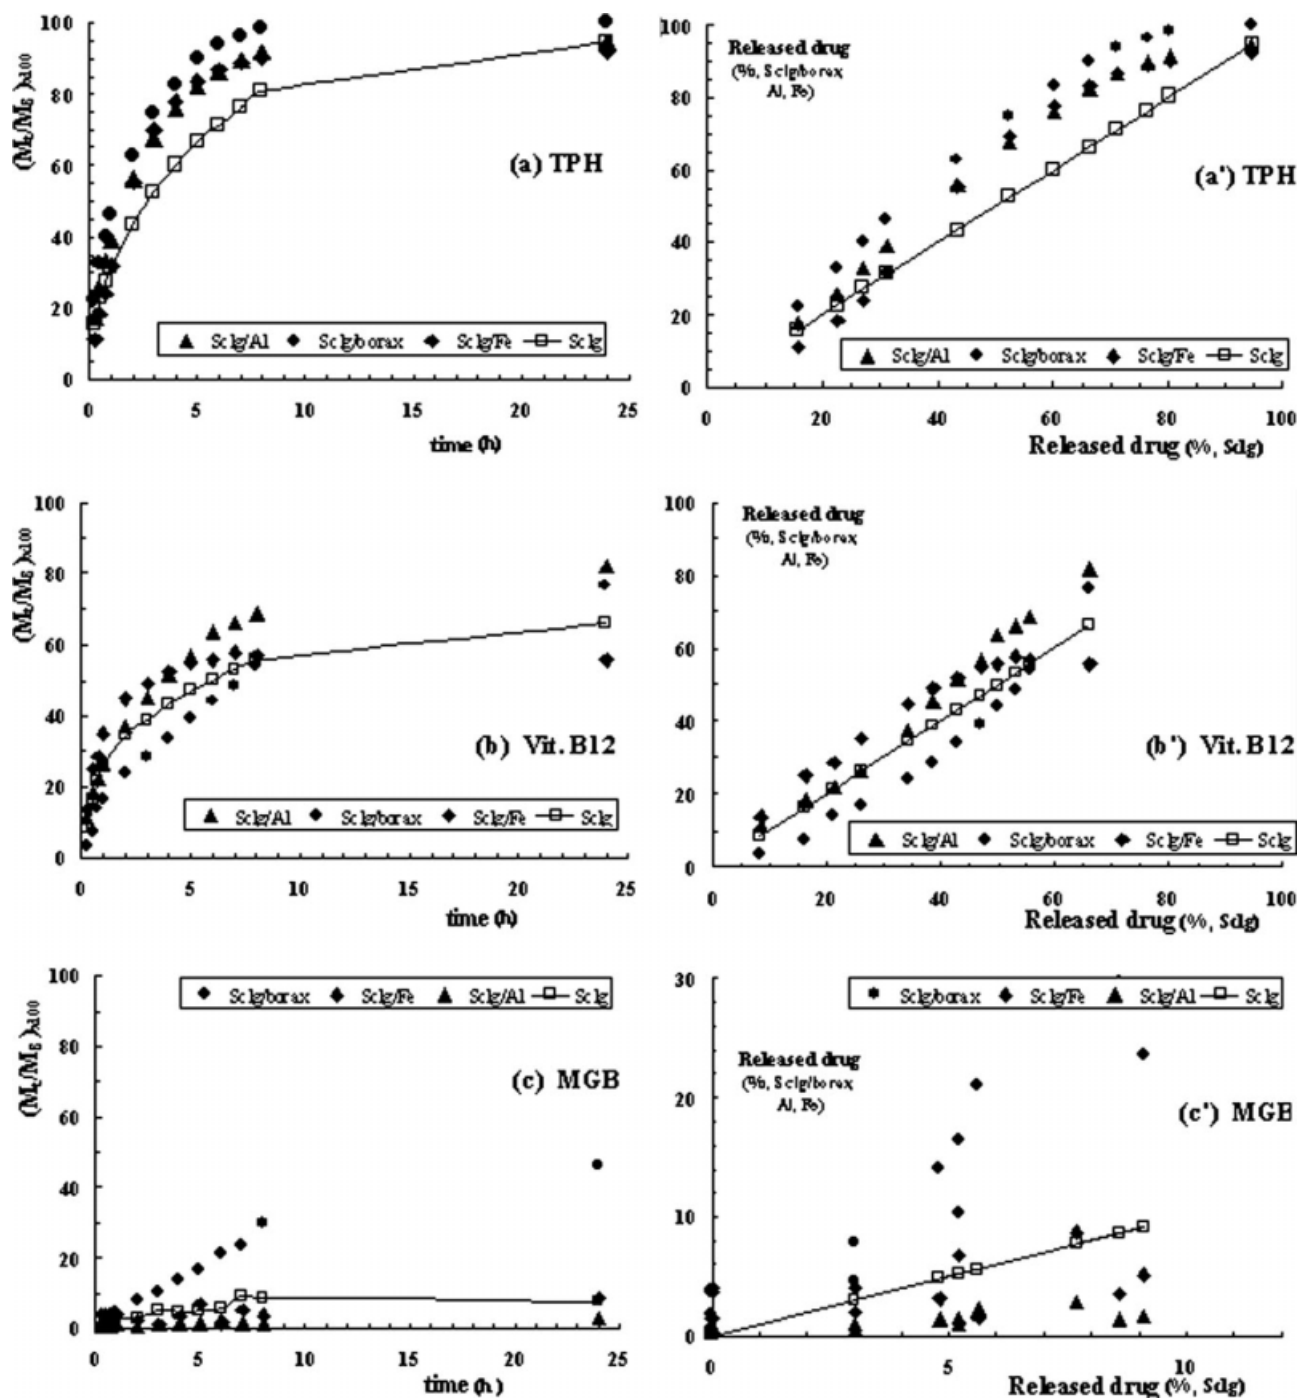 (Mt/M0)x100
100
80
60
40
20
0
(a) TPH
Sclg/Al Sclg/borax Sclg/Fe Sclg
0 5 10 15 20 25
time (h)
100
80
60
40
20
0
Released drug
(%, Sclg/borax
Al, Fe)
(a') TPH
Sclg/Al Sclg/borax Sclg/Fe Sclg
0 20 40 60 80 100
Released drug (%, Sclg)
100
80
60
40
20
0
(b) Vit. B12
Sclg/Al Sclg/borax Sclg/Fe Sclg
0 5 10 15 20 25
time (h)
100
80
60
40
20
0
Released drug
(%, Sclg/borax
Al, Fe)
(b') Vit. B12
Sclg/Al Sclg/borax Sclg/Fe Sclg
0 20 40 60 80 100
Released drug (%, Sclg)
100
80
60
40
20
0
Sclg/borax Sclg/Fe Sclg/Al Sclg
(c) MGB
0 5 10 15 20 25
time (h)
30
20
10
0
Sclg/borax Sclg/Fe Sclg/Al Sclg
Released drug
(%, Sclg/borax
Al, Fe)
(c') MGB
0 5 10
Released drug (%, Sclg)